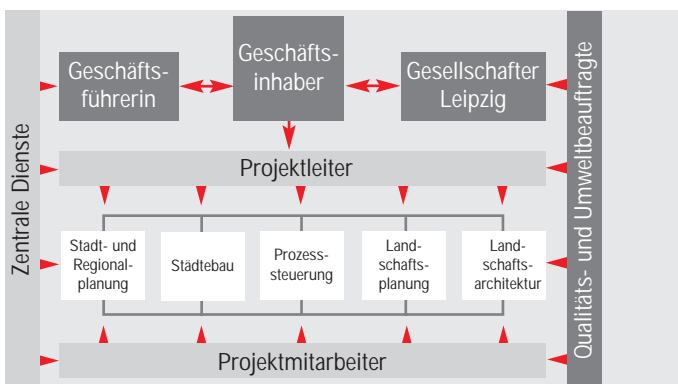 Zentrale Dienste
Geschäfts-
führerin
Geschäfts-
inhaber
Gesellschafter
Leipzig
Projektleiter
Stadt- und
Regional-
planung
Städtebau
Prozess-
steuerung
Land-
schafts-
planung
Land-
schafts-
architektur
Projektmitarbeiter
Qualitäts- und Umweltbeauftragte